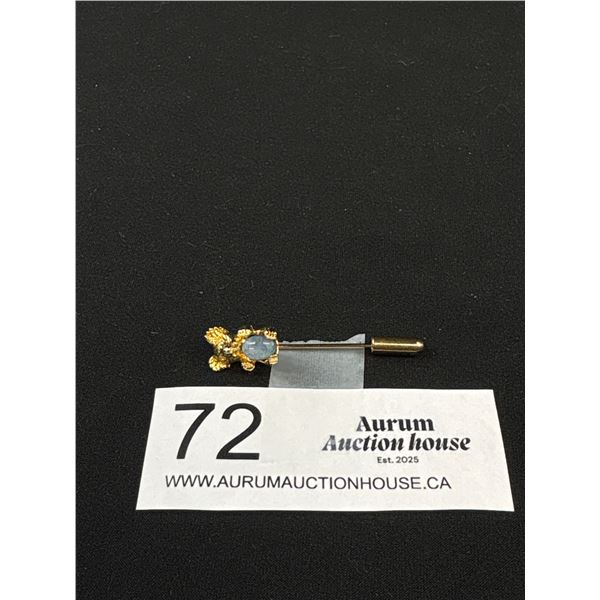 72
Aurum
Auction house
Est. 2025
WWW.AURUMAUCTIONHOUSE.CA